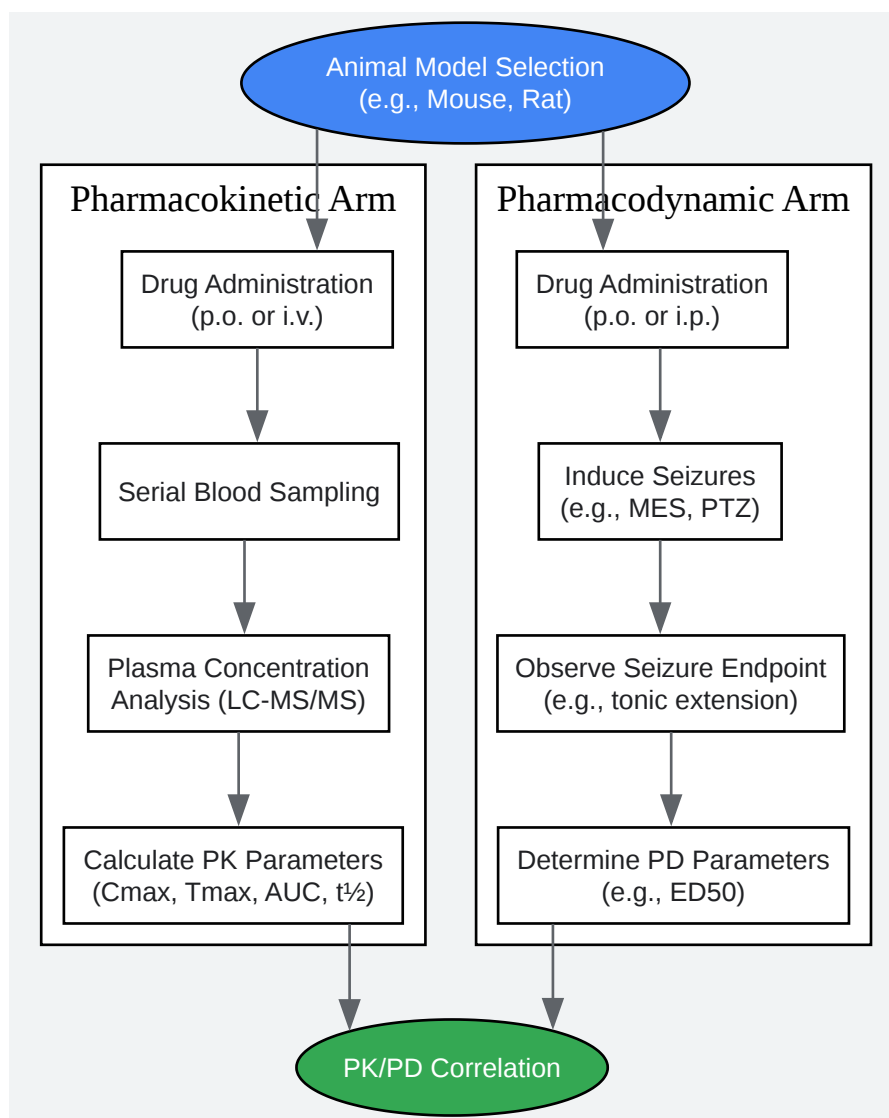 Animal Model Selection
(e.g., Mouse, Rat)
Pharmacokinetic Arm
Drug Administration
(p.o. or i.v.)
Serial Blood Sampling
Plasma Concentration
Analysis (LC-MS/MS)
Calculate PK Parameters
(Cmax, Tmax, AUC, t½)
Pharmacodynamic Arm
Drug Administration
(p.o. or i.p.)
Induce Seizures
(e.g., MES, PTZ)
Observe Seizure Endpoint
(e.g., tonic extension)
Determine PD Parameters
(e.g., ED50)
PK/PD Correlation